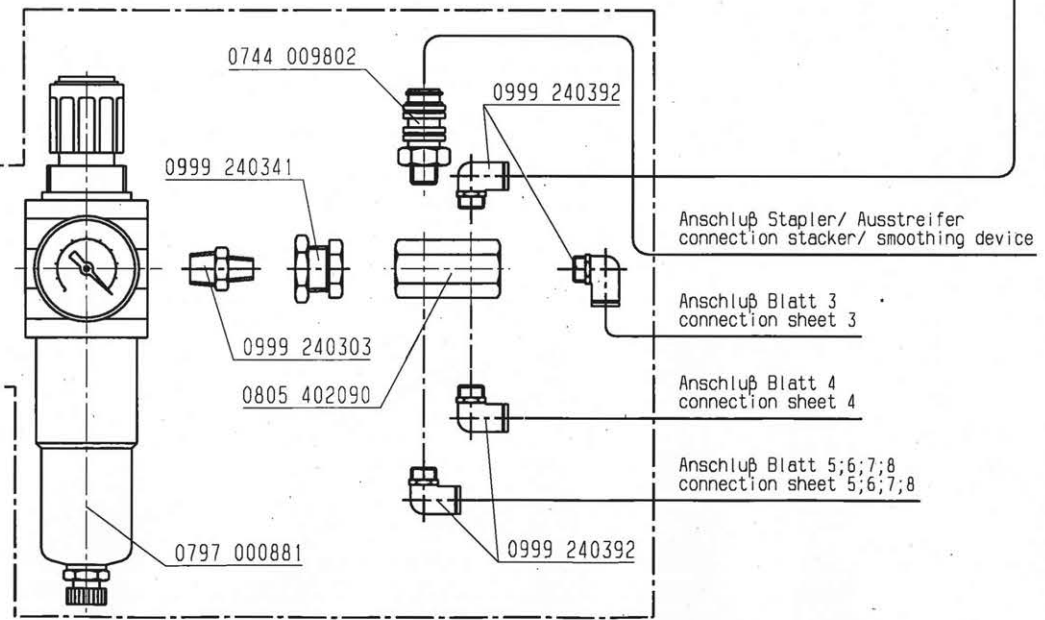 0744 009802
0999 240392
0999 240341
Anschluß Stapler/ Ausstreifer
connection stacker/ smoothing device
Anschluß Blatt 3
connection sheet 3
0999 240303
0805 402090
Anschluß Blatt 4
connection sheet 4
Anschluß Blatt 5;6;7;8
connection sheet 5;6;7;8
0797 000881
0999 240392